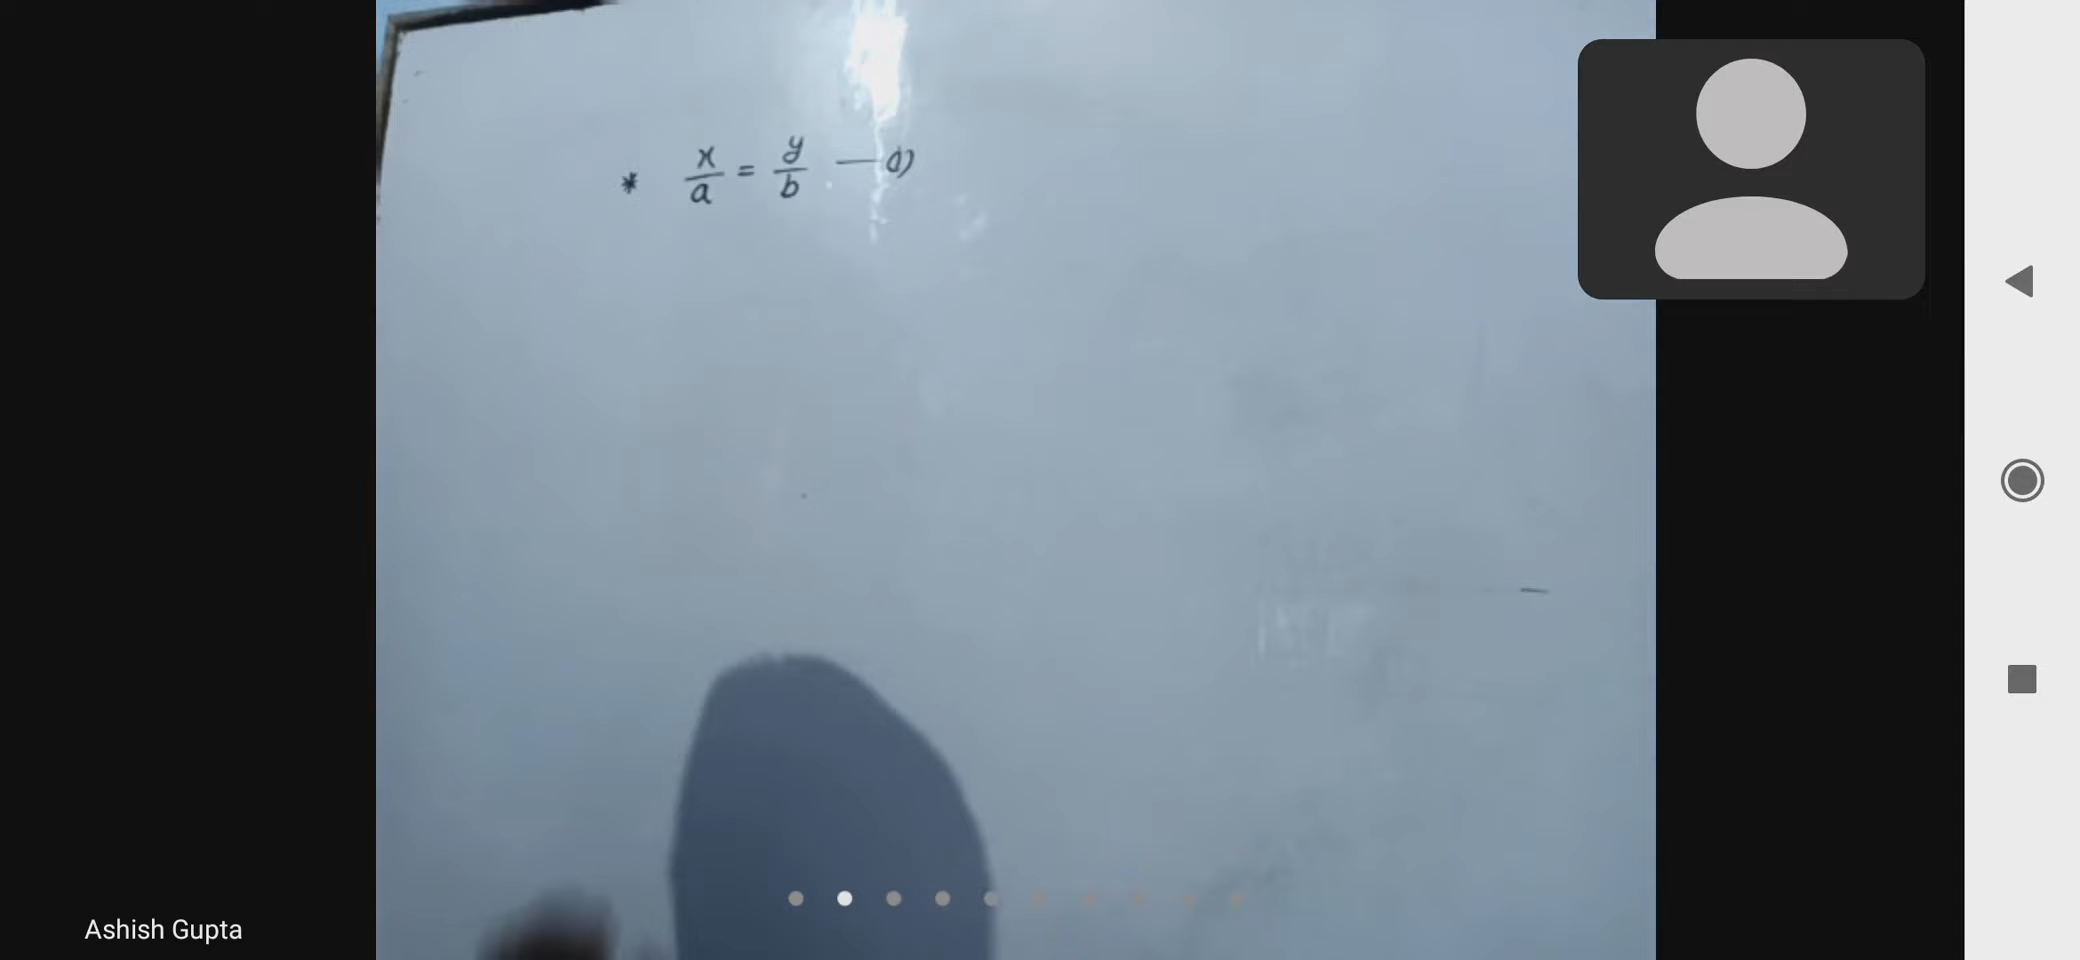 * x/a = y/b —(1)
Ashish Gupta